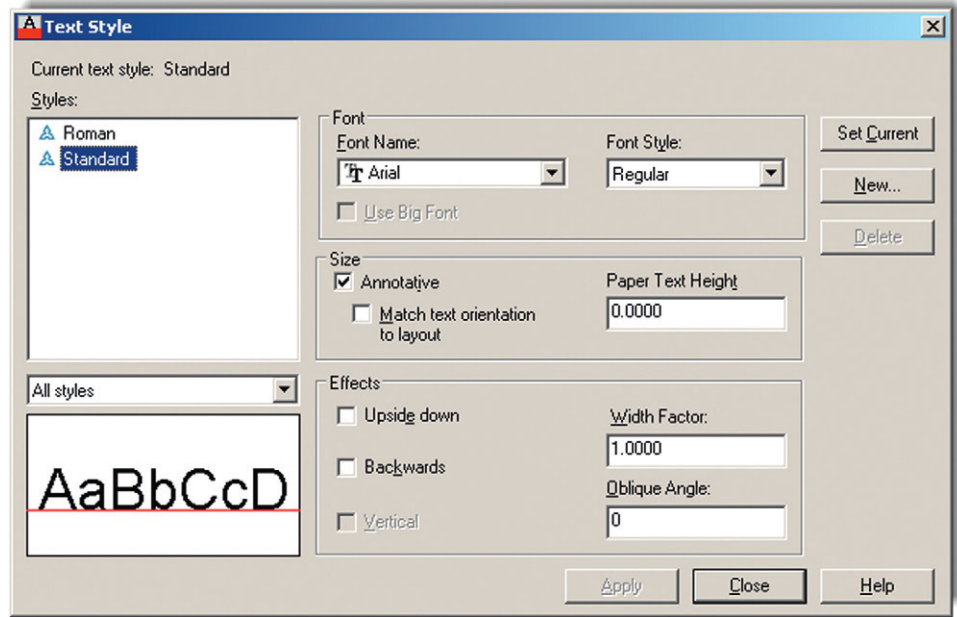 Text Style
Current text style: Standard
Styles:
Roman
Standard
All styles
AaBbCcD
Font
Font Name:
Arial
Use Big Font
Font Style:
Regular
Size
Annotative
Match text orientation
to layout
Paper Text Height
0.0000
Effects
Upside down
Backwards
Vertical
Width Factor:
1.0000
Oblique Angle:
0
Set Current
New...
Delete
Apply
Close
Help